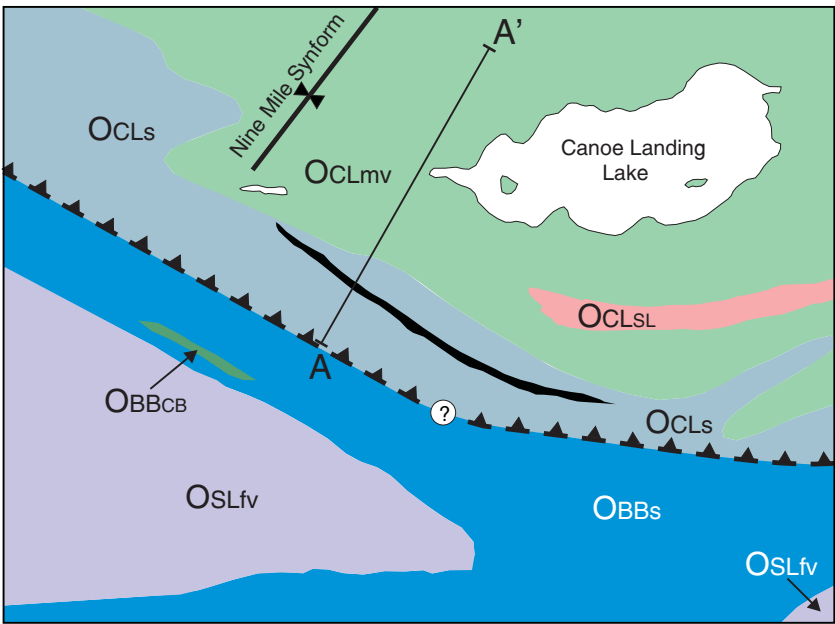 A'
Nine Mile Synform
OCLs
OCLmv
Canoe Landing
Lake
OCLSL
A
OBBCB
?
OCLs
OSLfv
OBBs
OSLfv